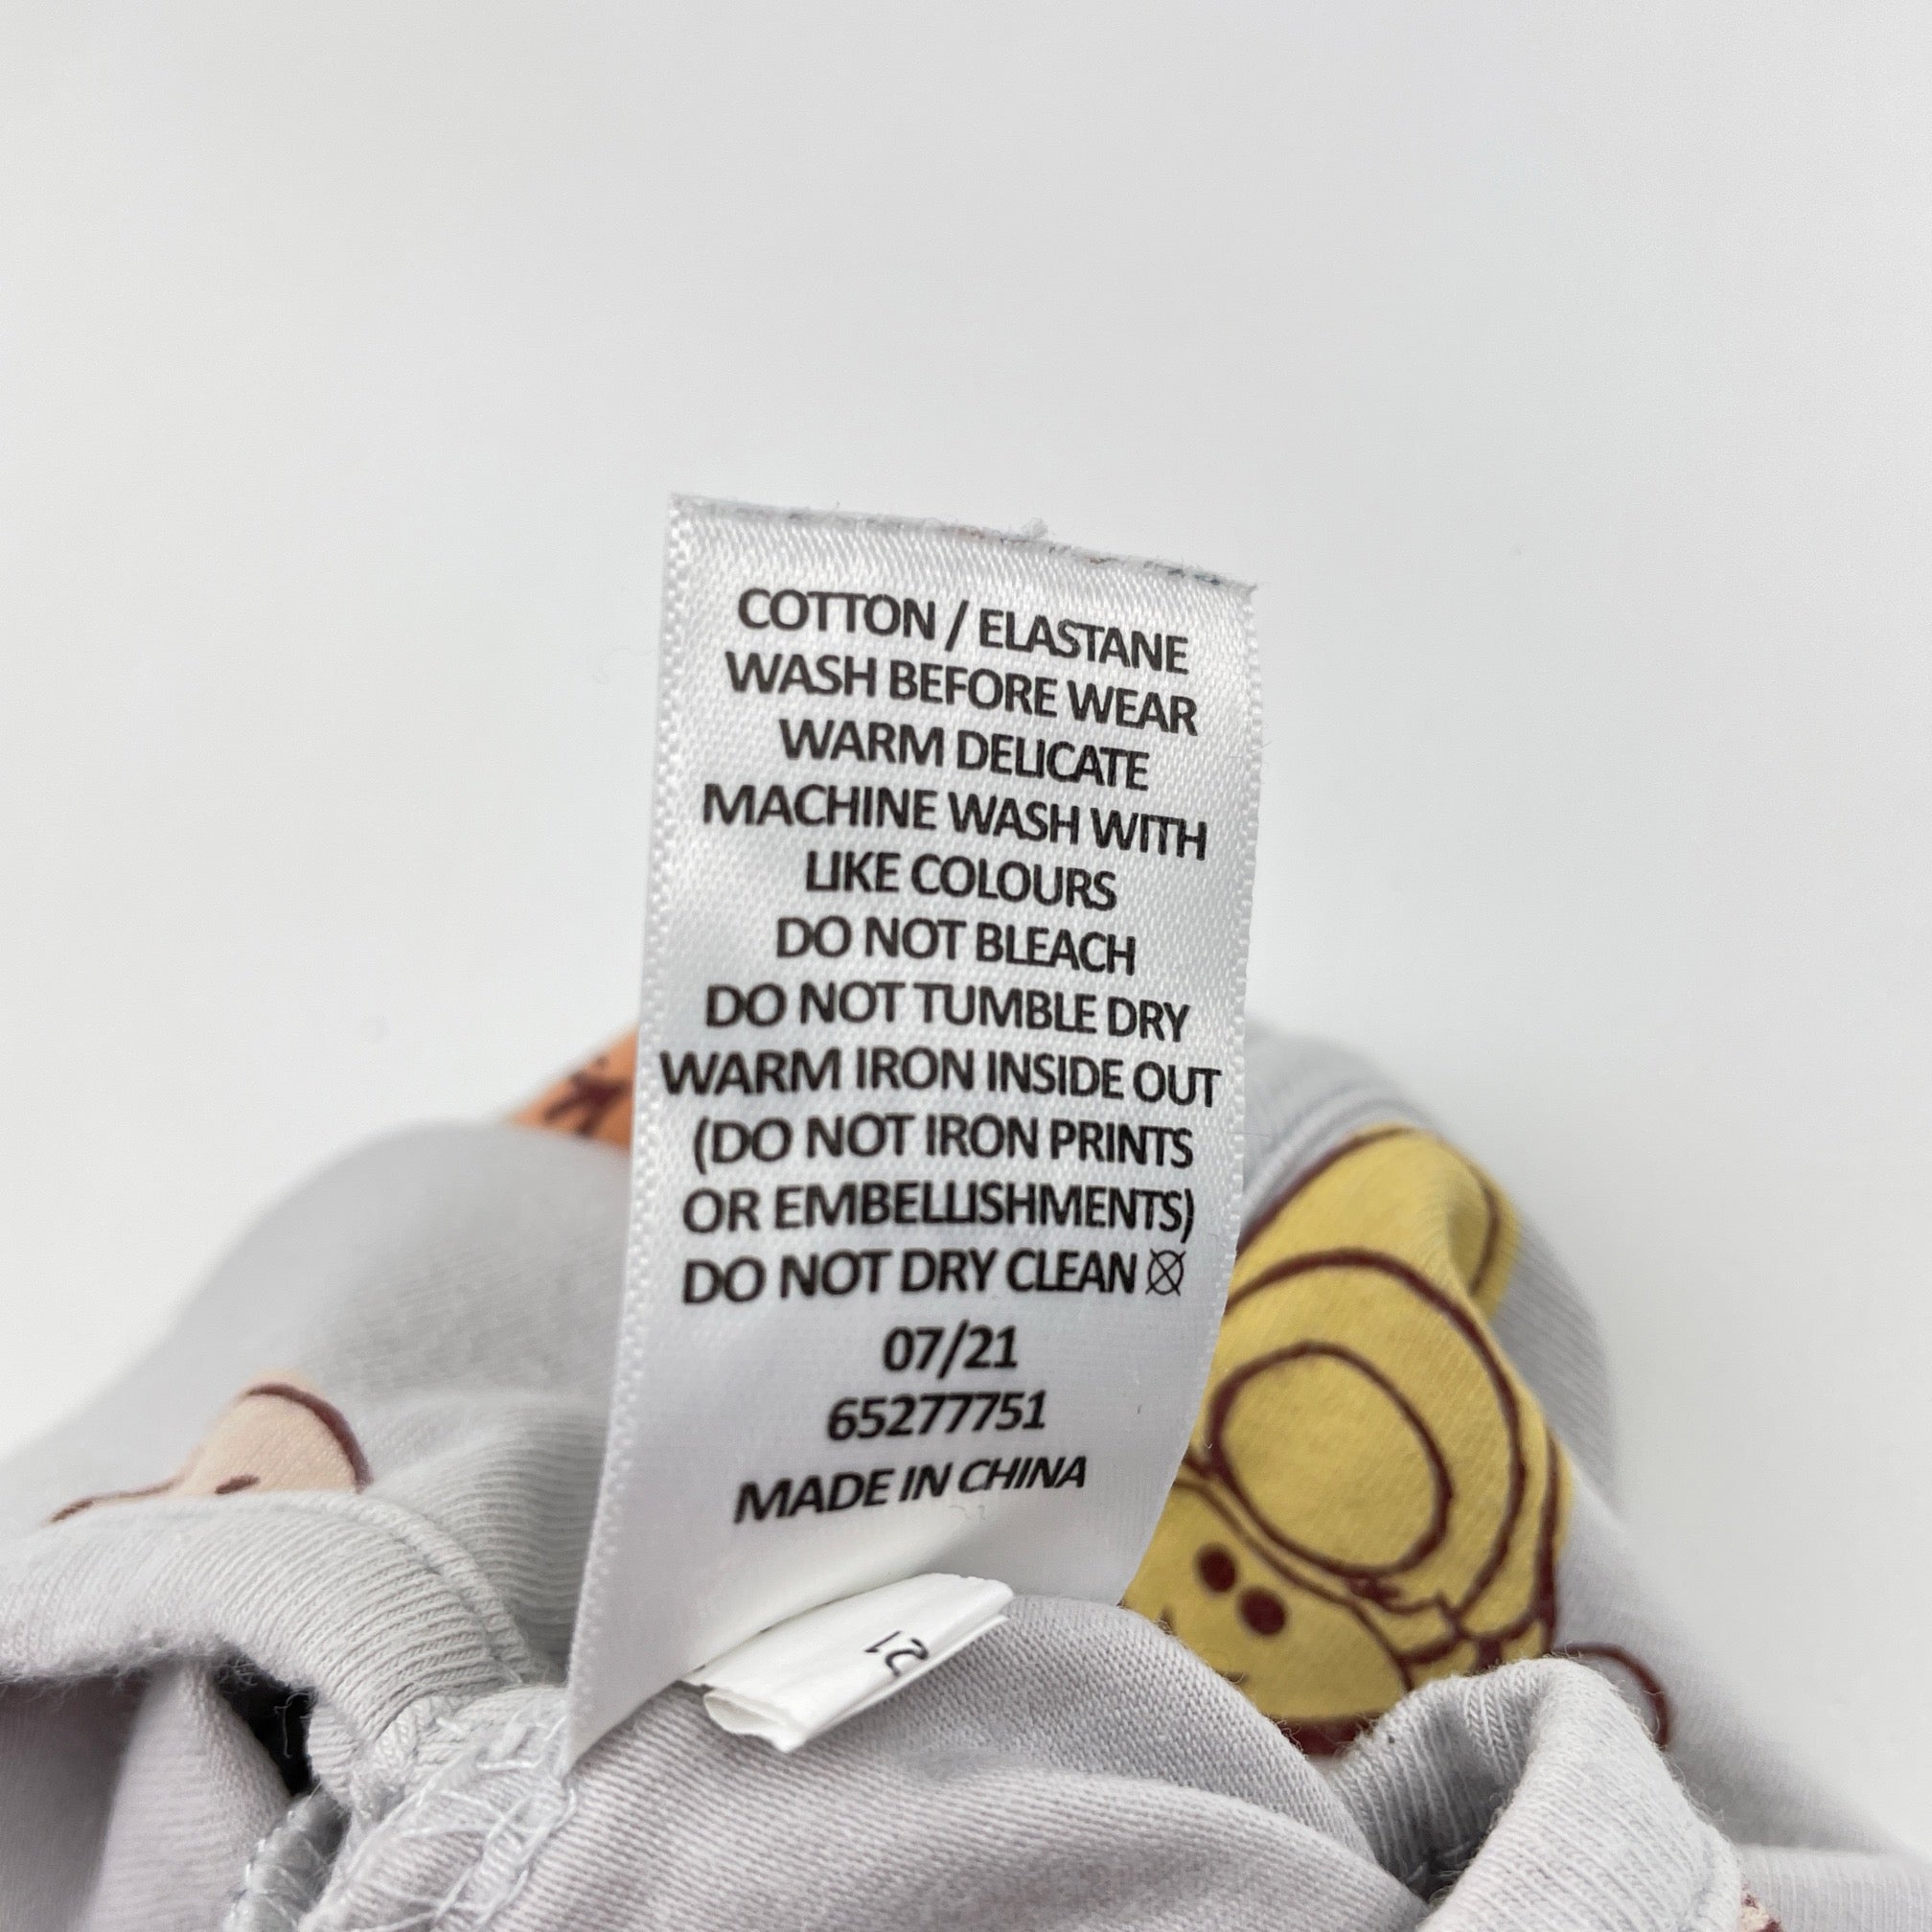 COTTON / ELASTANE
WASH BEFORE WEAR
WARM DELICATE
MACHINE WASH WITH
LIKE COLOURS
DO NOT BLEACH
DO NOT TUMBLE DRY
WARM IRON INSIDE OUT
(DO NOT IRON PRINTS
OR EMBELLISHMENTS)
DO NOT DRY CLEAN
07/21
65277751
MADE IN CHINA
21